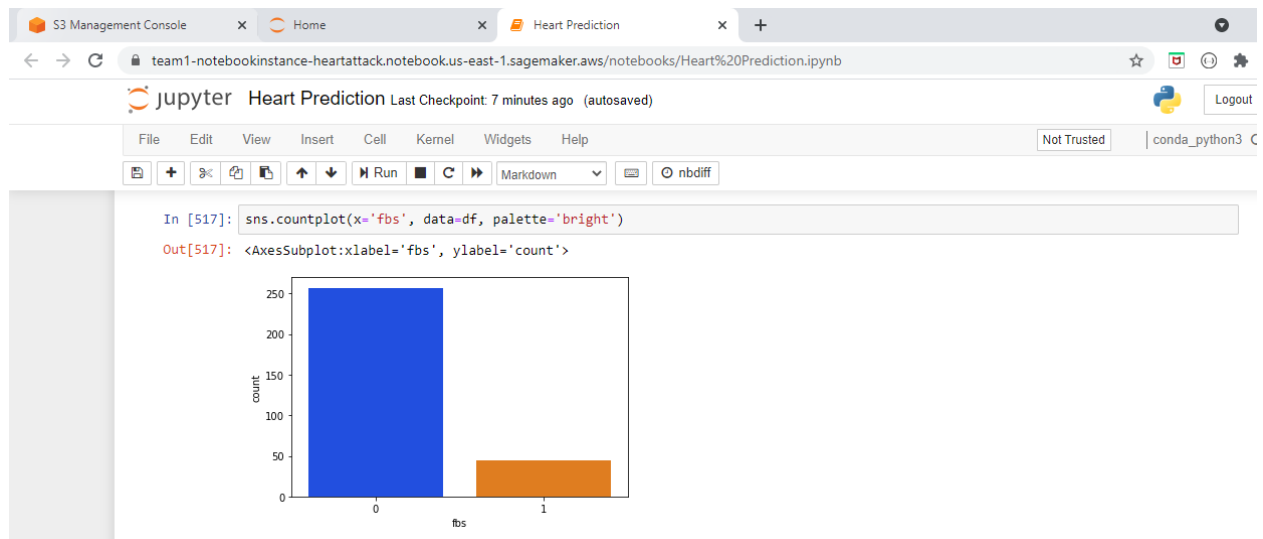 S3 Management Console
Home
Heart Prediction
team1-notebookinstance-heartattack.notebook.us-east-1.sagemaker.aws/notebooks/Heart%20Prediction.ipynb
jupyter Heart Prediction Last Checkpoint: 7 minutes ago (autosaved)
Logout
File Edit View Insert Cell Kernel Widgets Help
Not Trusted
conda_python3
Run
Markdown
nbdiff
In [517]: sns.countplot(x='fbs', data=df, palette='bright')
Out[517]: <AxesSubplot:xlabel='fbs', ylabel='count'>
250
200
150
100
50
0
count
0 1
fbs